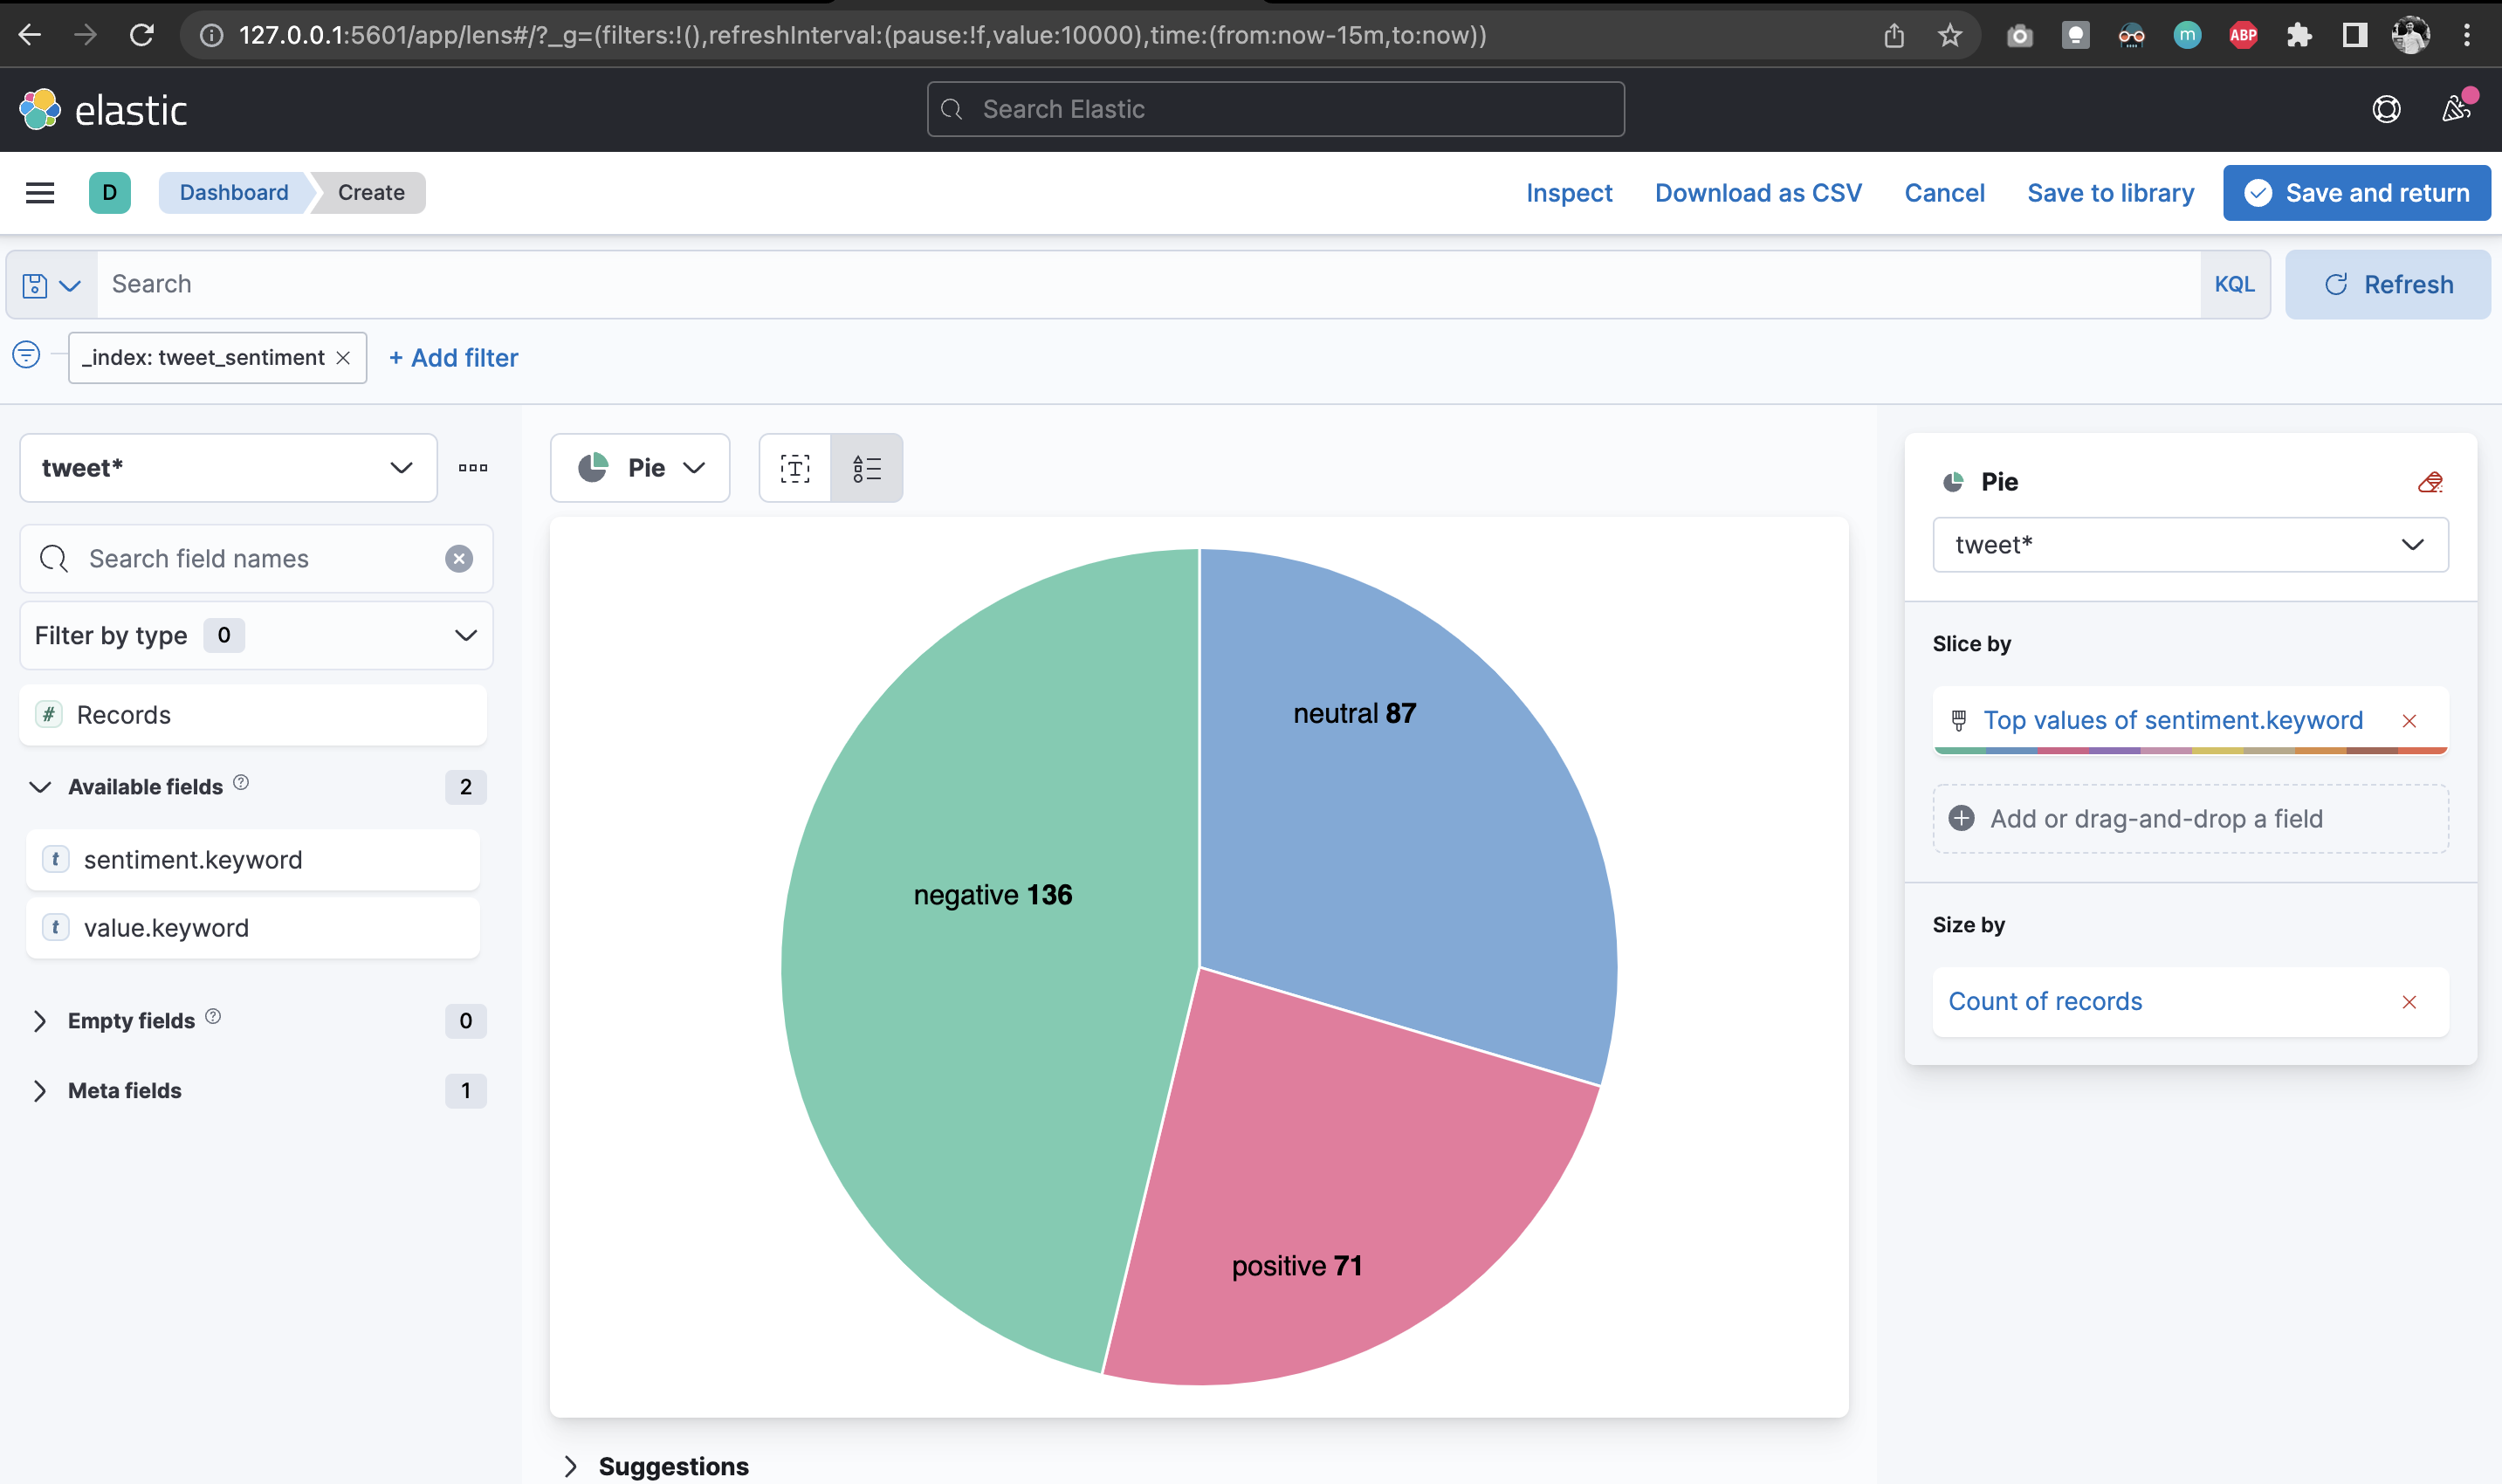 127.0.0.1:5601/app/lens#/?_g=(filters:!(),refreshInterval:(pause:!f,value:10000),time:(from:now-15m,to:now))
m
ABP
elastic
Search Elastic
D
Dashboard
Create
Inspect
Download as CSV
Cancel
Save to library
Save and return
Search
KQL
Refresh
_index: tweet_sentiment
+ Add filter
tweet*
Pie
T
Search field names
Filter by type 0
# Records
Available fields ? 2
t sentiment.keyword
t value.keyword
Empty fields ? 0
Meta fields 1
neutral 87
negative 136
positive 71
Suggestions
Pie
tweet*
Slice by
Top values of sentiment.keyword
Add or drag-and-drop a field
Size by
Count of records